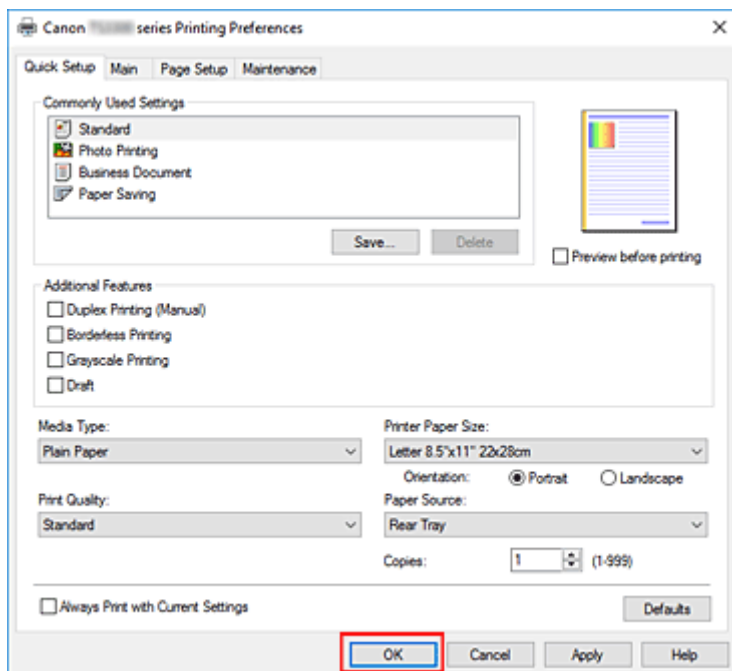 Canon series Printing Preferences
Quick Setup Main Page Setup Maintenance
Commonly Used Settings
Standard
Photo Printing
Business Document
Paper Saving
Save... Delete
Preview before printing
Additional Features
Duplex Printing (Manual)
Borderless Printing
Grayscale Printing
Draft
Media Type:
Plain Paper
Printer Paper Size:
Letter 8.5"x11" 22x28cm
Orientation: Portrait Landscape
Print Quality:
Standard
Paper Source:
Rear Tray
Copies: 1 (1-999)
Always Print with Current Settings
Defaults
OK Cancel Apply Help